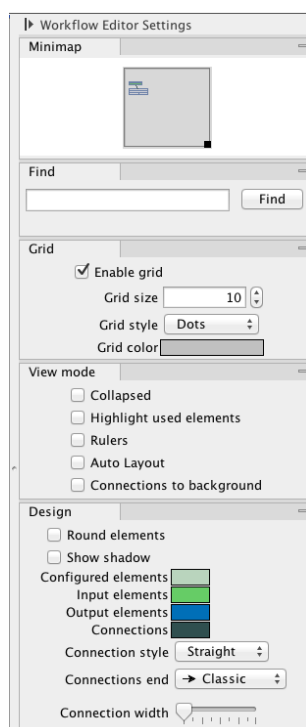 Workflow Editor Settings
Minimap
Find
Find
Grid
Enable grid
Grid size 10
Grid style Dots
Grid color
View mode
Collapsed
Highlight used elements
Rulers
Auto Layout
Connections to background
Design
Round elements
Show shadow
Configured elements
Input elements
Output elements
Connections
Connection style Straight
Connections end Classic
Connection width